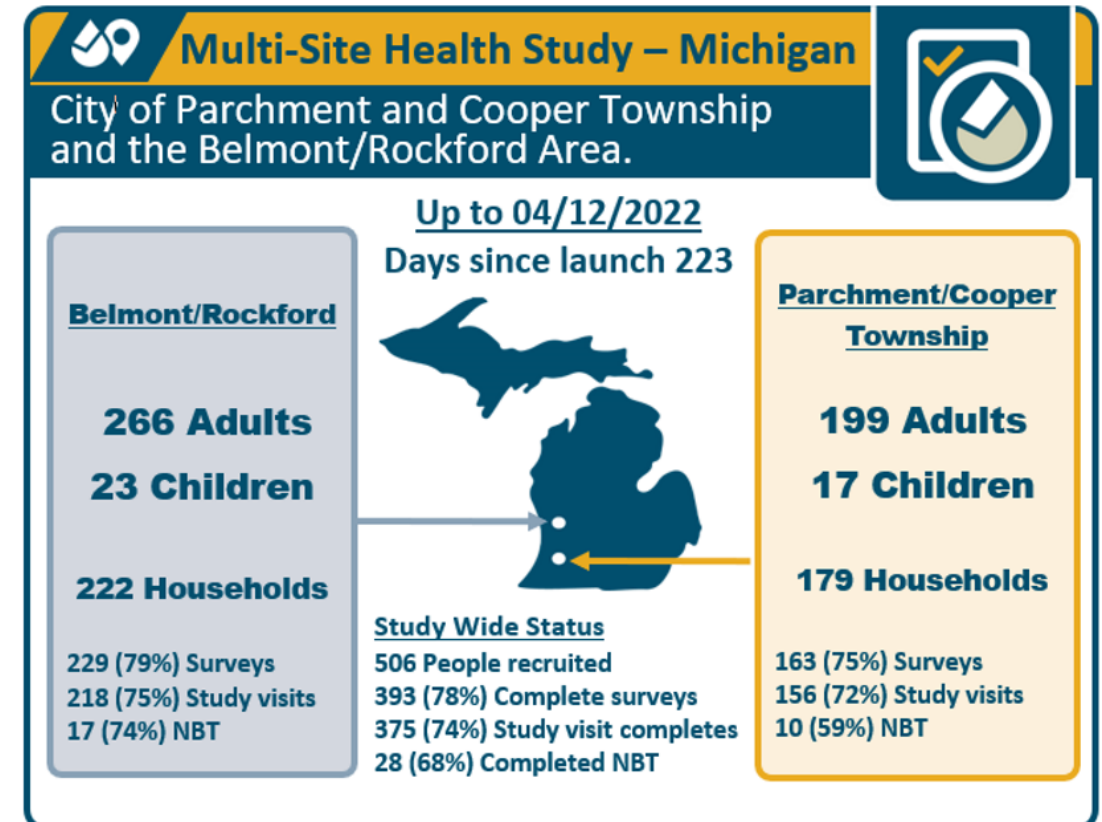 Multi-Site Health Study – Michigan
City of Parchment and Cooper Township
and the Belmont/Rockford Area.
Up to 04/12/2022
Days since launch 223
Belmont/Rockford
266 Adults
23 Children
222 Households
229 (79%) Surveys
218 (75%) Study visits
17 (74%) NBT
Study Wide Status
506 People recruited
393 (78%) Complete surveys
375 (74%) Study visit completes
28 (68%) Completed NBT
Parchment/Cooper
Township
199 Adults
17 Children
179 Households
163 (75%) Surveys
156 (72%) Study visits
10 (59%) NBT